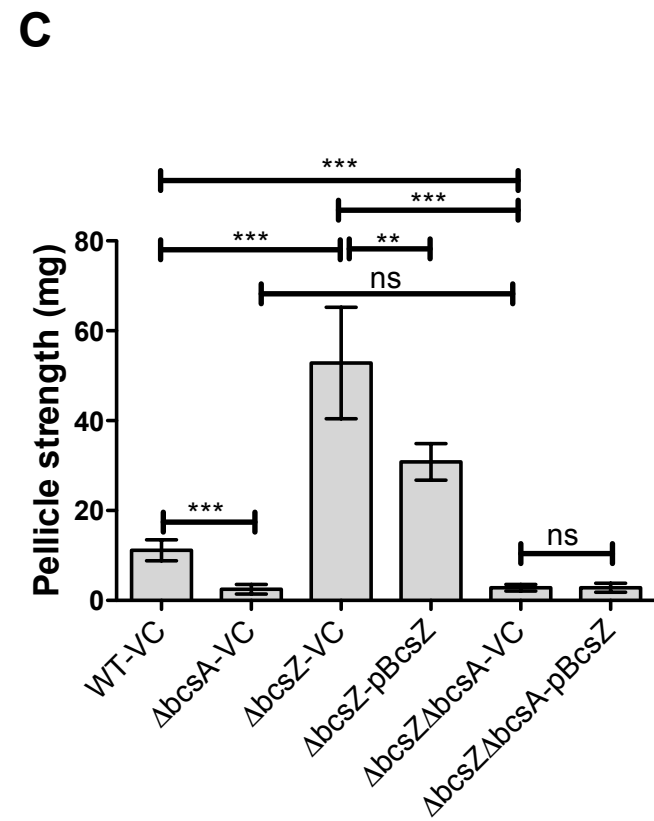 C
***
***
***
**
ns
80
60
40
20
0
***
ns
Pellicle strength (mg)
WT-VC
ΔbcsA-VC
ΔbcsZ-VC
ΔbcsZ-pBcsZ
ΔbcsZΔbcsA-VC
ΔbcsZΔbcsA-pBcsZ